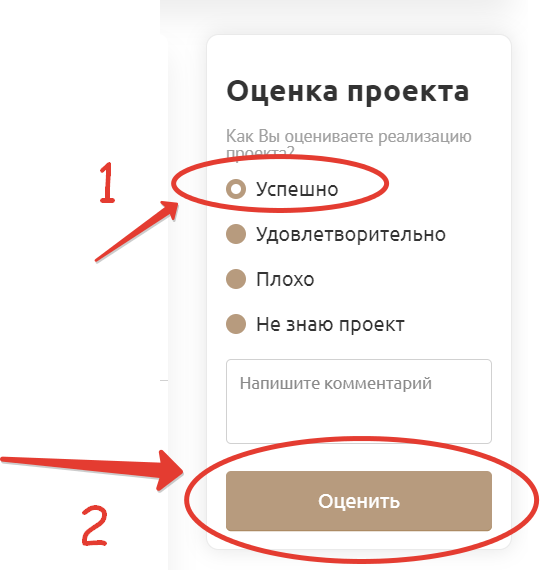 Оценка проекта
Как Вы оцениваете реализацию
проекта?
1
Успешно
Удовлетворительно
Плохо
Не знаю проект
Напишите комментарий
Оценить
2